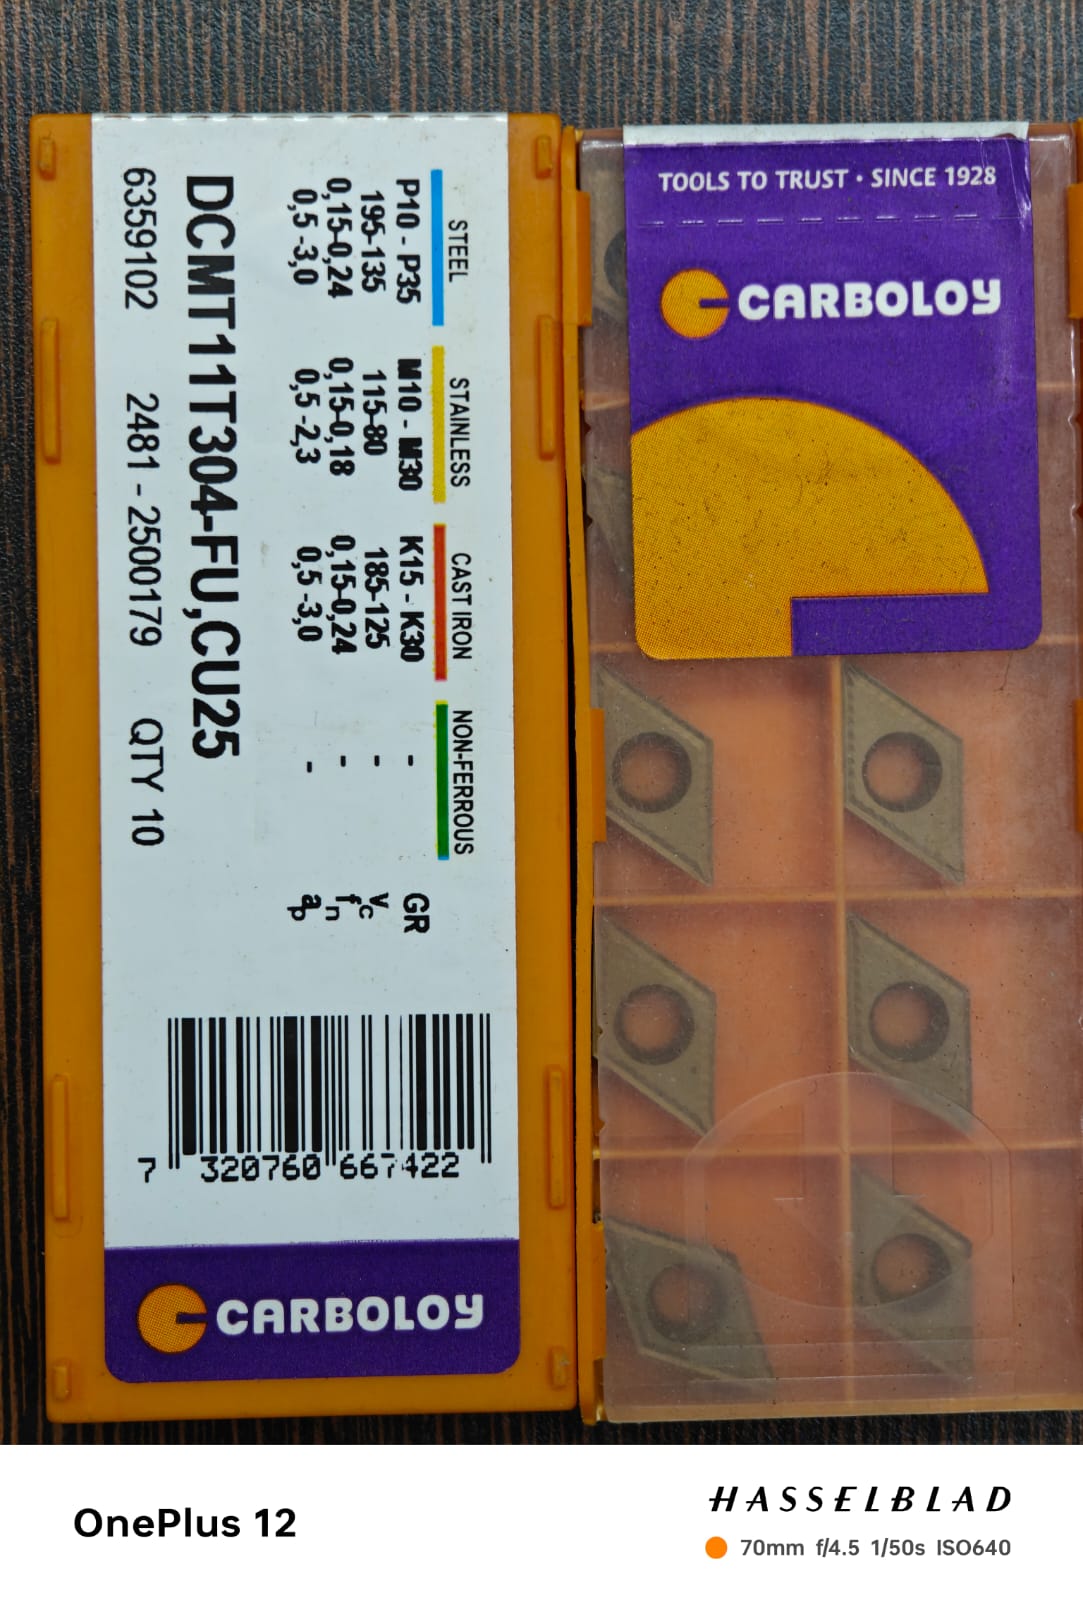 STEEL STAINLESS CAST IRON NON-FERROUS
P10 - P35 M10 - M30 K15 - K30 - GR
195-135 115-80 185-125 - vc
0,15-0,24 0,15-0,18 0,15-0,24 - fn
0,5 -3,0 0,5 -2,3 0,5 -3,0 - ap
DCMT11T304-FU,CU25
6359102 2481 - 2500179 QTY 10
7 320760 667422
CARBOLOY
TOOLS TO TRUST · SINCE 1928
CARBOLOY
OnePlus 12
HASSELBLAD
70mm f/4.5 1/50s ISO640